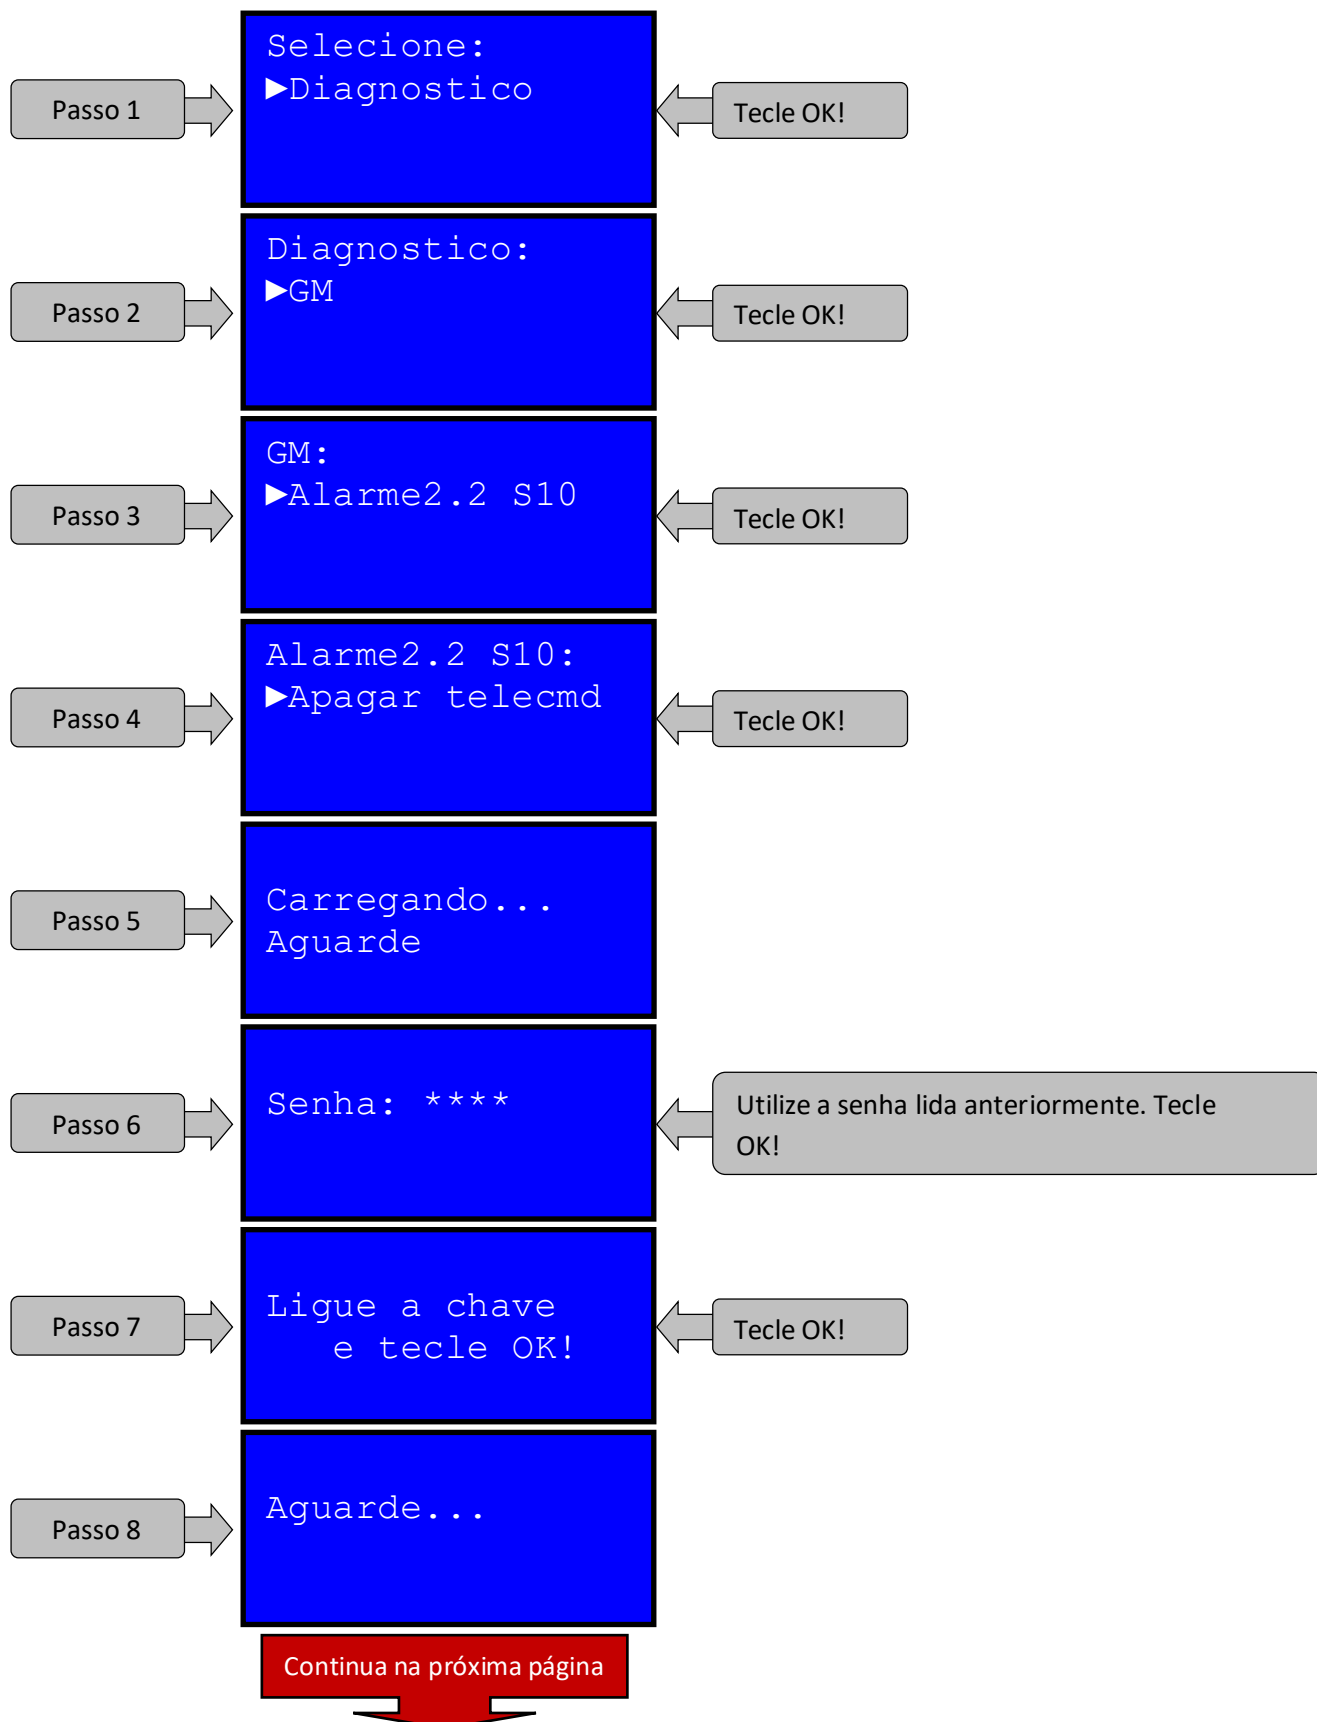 Selecione:
►Diagnostico
Passo 1
Tecle OK!
Diagnostico:
►GM
Passo 2
Tecle OK!
GM:
►Alarme2.2 S10
Passo 3
Tecle OK!
Alarme2.2 S10:
►Apagar telecmd
Passo 4
Tecle OK!
Carregando...
Aguarde
Passo 5
Senha: ****
Passo 6
Utilize a senha lida anteriormente. Tecle
OK!
Ligue a chave
e tecle OK!
Passo 7
Tecle OK!
Aguarde...
Passo 8
Continua na próxima página